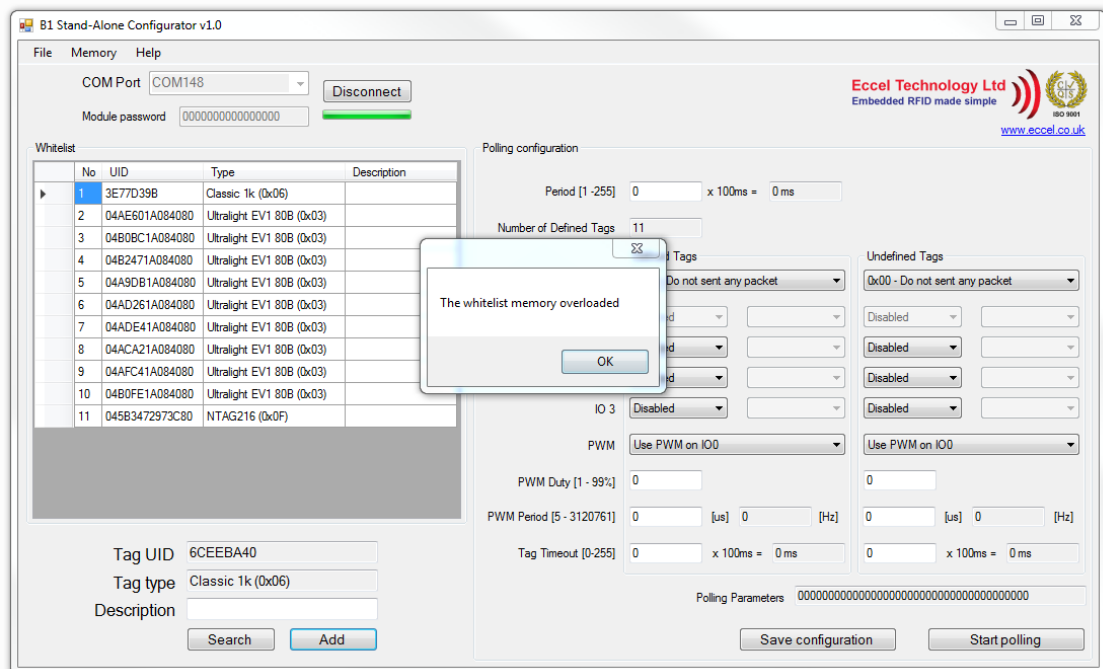 B1 Stand-Alone Configurator v1.0
File Memory Help
COM Port COM148
Disconnect
Module password 0000000000000000
Eccel Technology Ltd
Embedded RFID made simple
ISO 9001
www.eccel.co.uk
Whitelist
No UID Type Description
1 3E77D39B Classic 1k (0x06)
2 04AE601A084080 Ultralight EV1 80B (0x03)
3 04B0BC1A084080 Ultralight EV1 80B (0x03)
4 04B2471A084080 Ultralight EV1 80B (0x03)
5 04A9DB1A084080 Ultralight EV1 80B (0x03)
6 04AD261A084080 Ultralight EV1 80B (0x03)
7 04ADE41A084080 Ultralight EV1 80B (0x03)
8 04ACA21A084080 Ultralight EV1 80B (0x03)
9 04AFC41A084080 Ultralight EV1 80B (0x03)
10 04B0FE1A084080 Ultralight EV1 80B (0x03)
11 045B3472973C80 NTAG216 (0x0F)
Tag UID 6CEEBA40
Tag type Classic 1k (0x06)
Description
Search Add
Polling configuration
Period [1 -255] 0 x 100ms = 0 ms
Number of Defined Tags 11
Tags Undefined Tags
Do not sent any packet 0x00 - Do not sent any packet
Disabled
Disabled
Disabled
IO 3 Disabled Disabled
PWM Use PWM on IO0 Use PWM on IO0
PWM Duty [1 - 99%] 0 0
PWM Period [5 - 3120761] 0 [us] 0 [Hz] 0 [us] 0 [Hz]
Tag Timeout [0-255] 0 x 100ms = 0 ms 0 x 100ms = 0 ms
Polling Parameters 00000000000000000000000000000000000000
Save configuration Start polling
The whitelist memory overloaded
OK